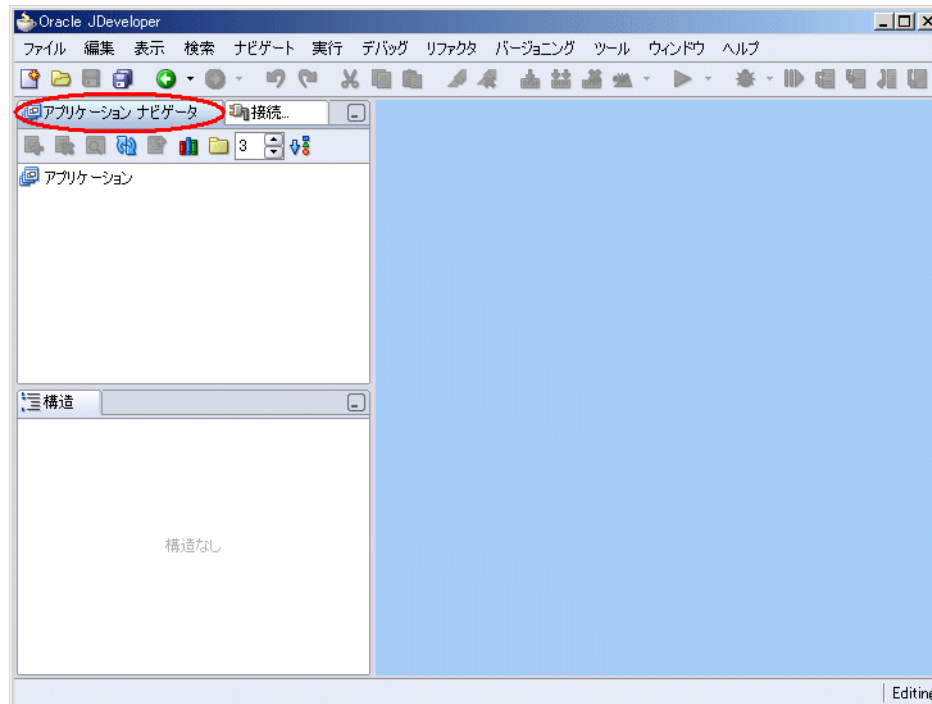 Oracle JDeveloper
ファイル 編集 表示 検索 ナビゲート 実行 デバッグ リファクタ バージョニング ツール ウィンドウ ヘルプ
アプリケーション ナビゲータ 接続...
3
アプリケーション
構造
構造なし
Editing